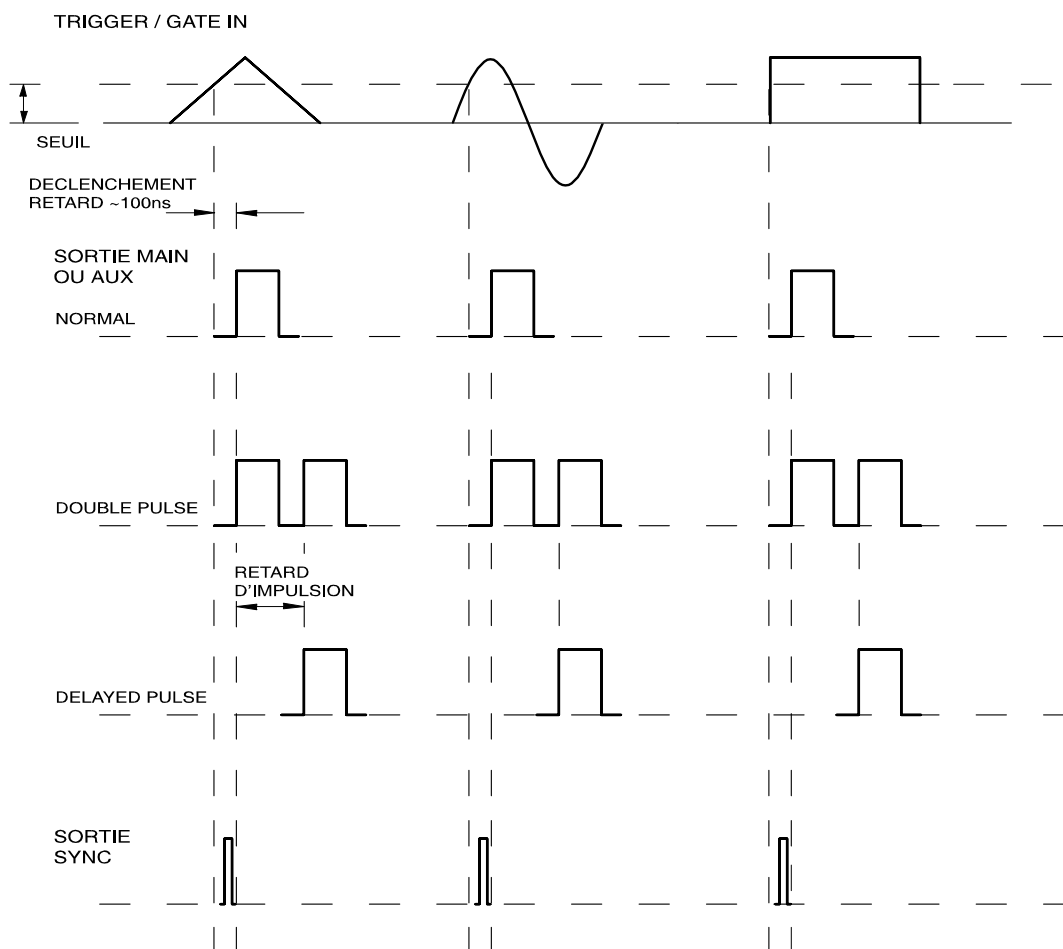 TRIGGER / GATE IN
SEUIL
DECLENCHEMENT
RETARD ~100ns
SORTIE MAIN
OU AUX
NORMAL
DOUBLE PULSE
RETARD
D'IMPULSION
DELAYED PULSE
SORTIE
SYNC